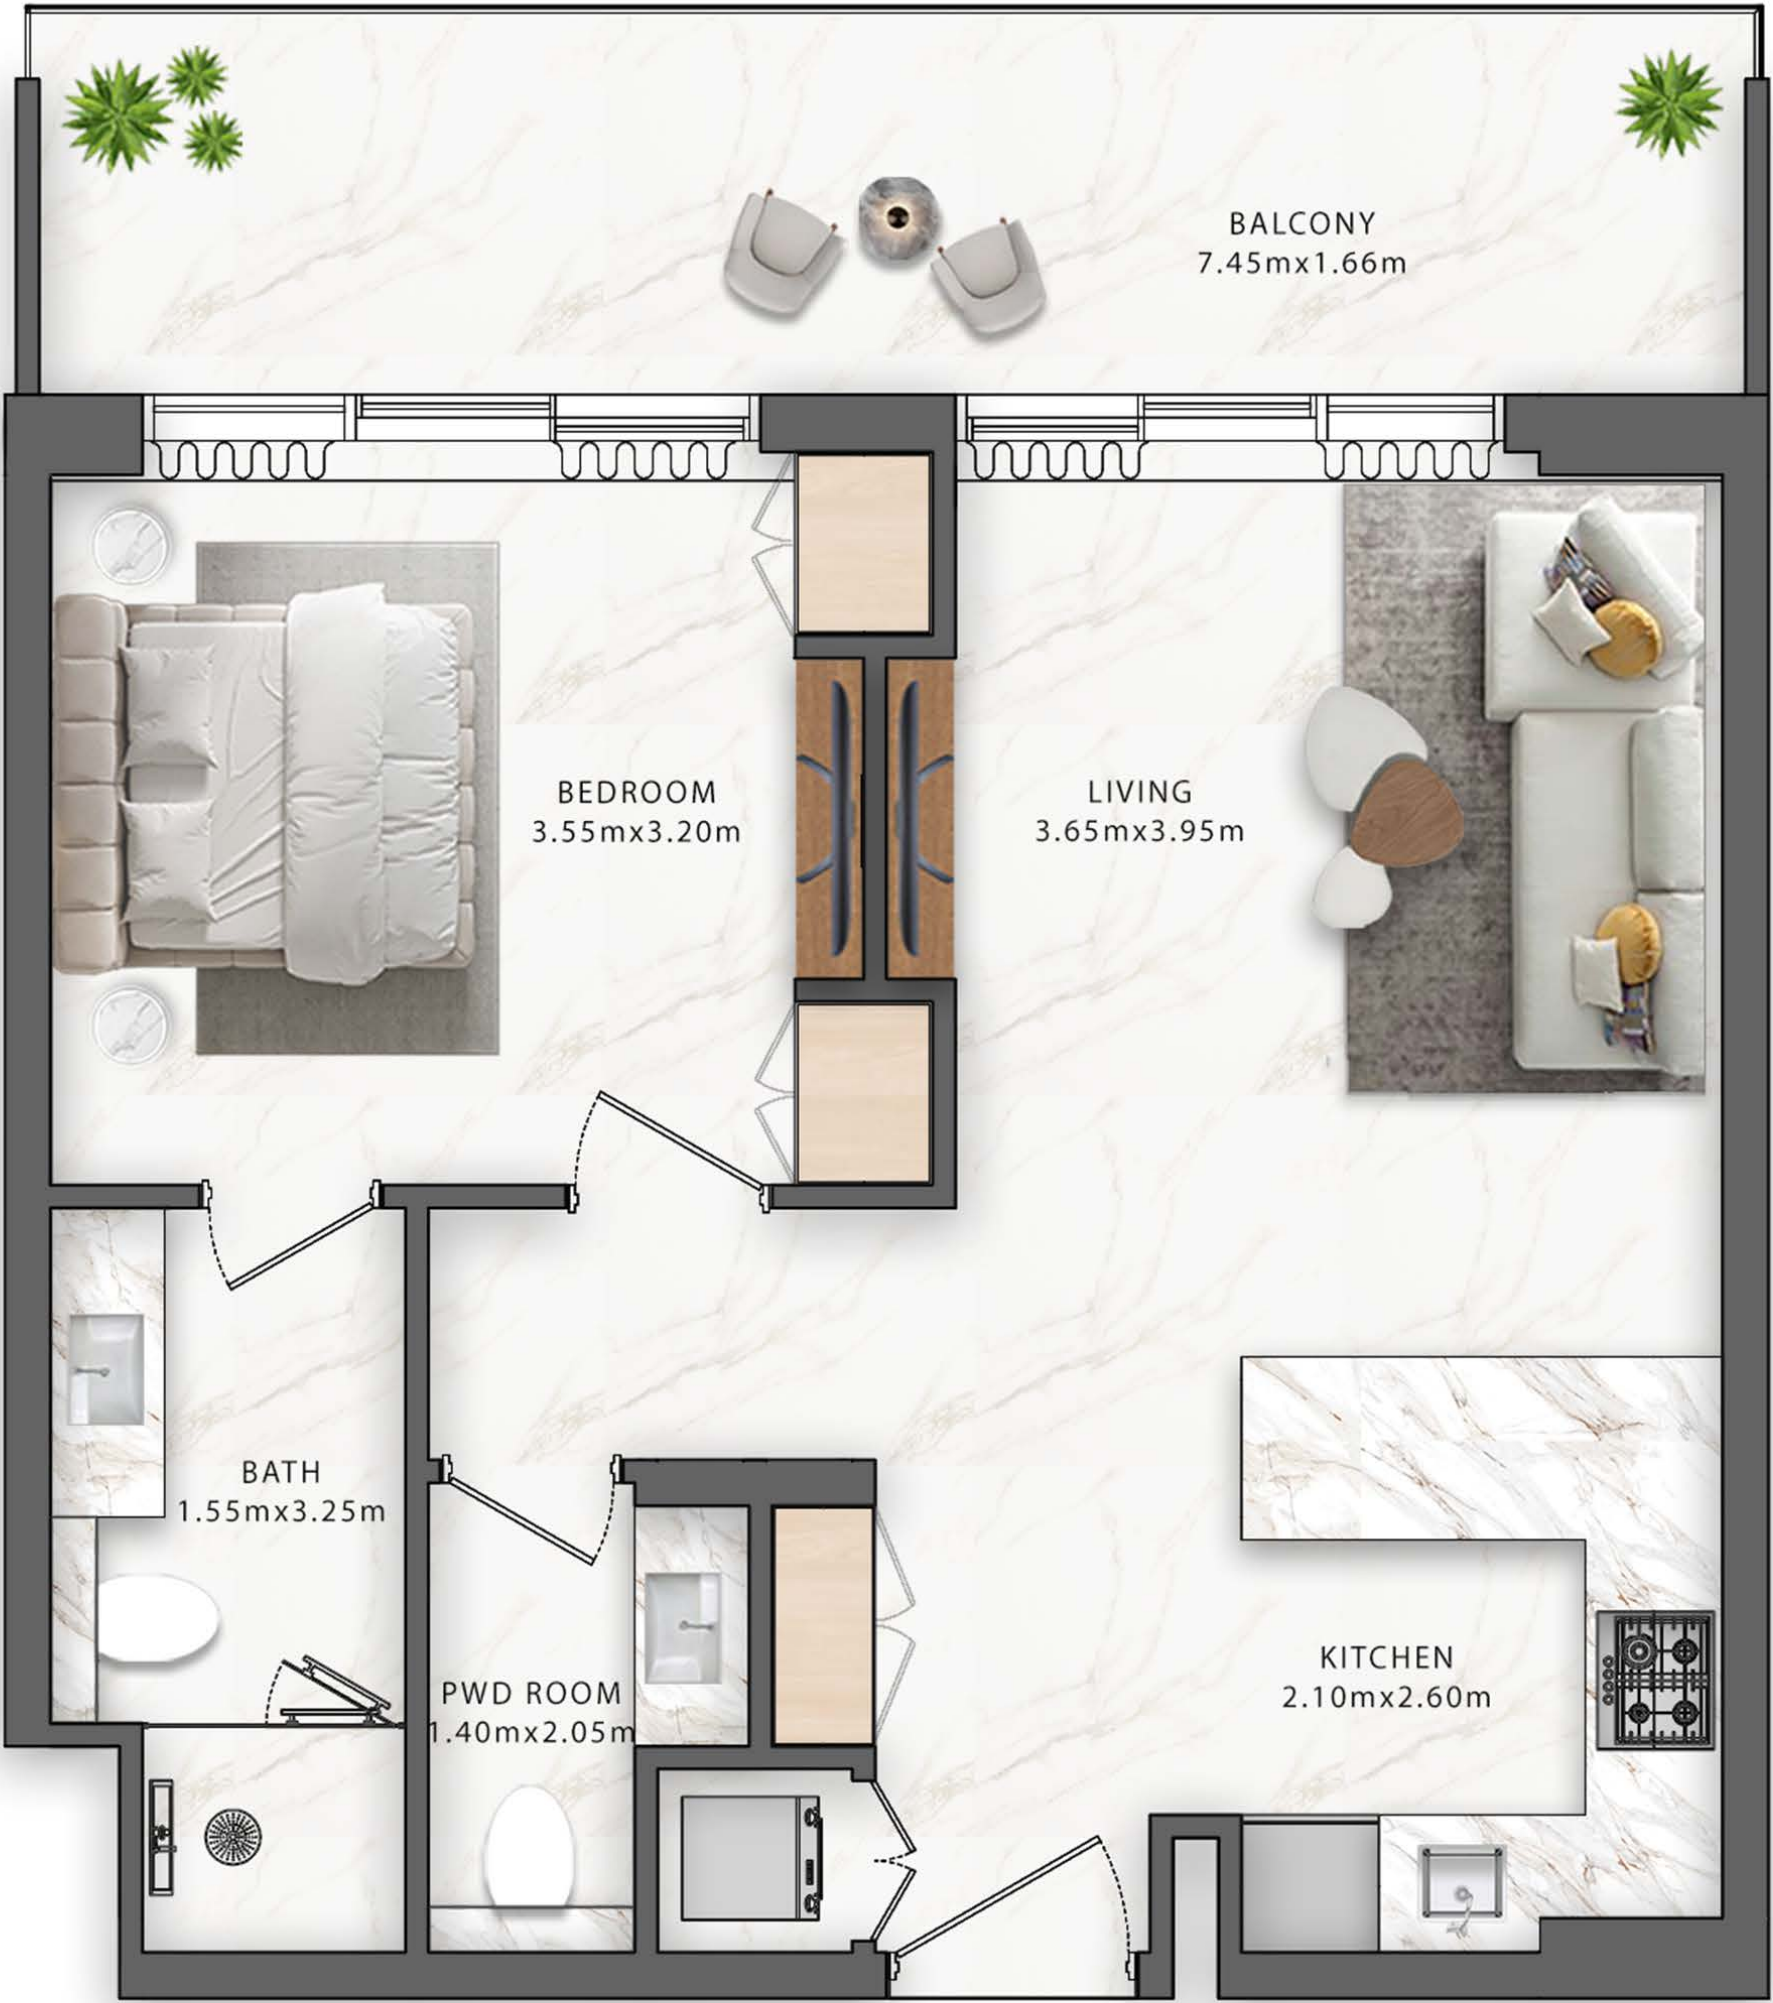 BALCONY
7.45mx1.66m
BEDROOM
3.55mx3.20m
LIVING
3.65mx3.95m
BATH
1.55mx3.25m
KITCHEN
2.10mx2.60m
PWD ROOM
1.40mx2.05m